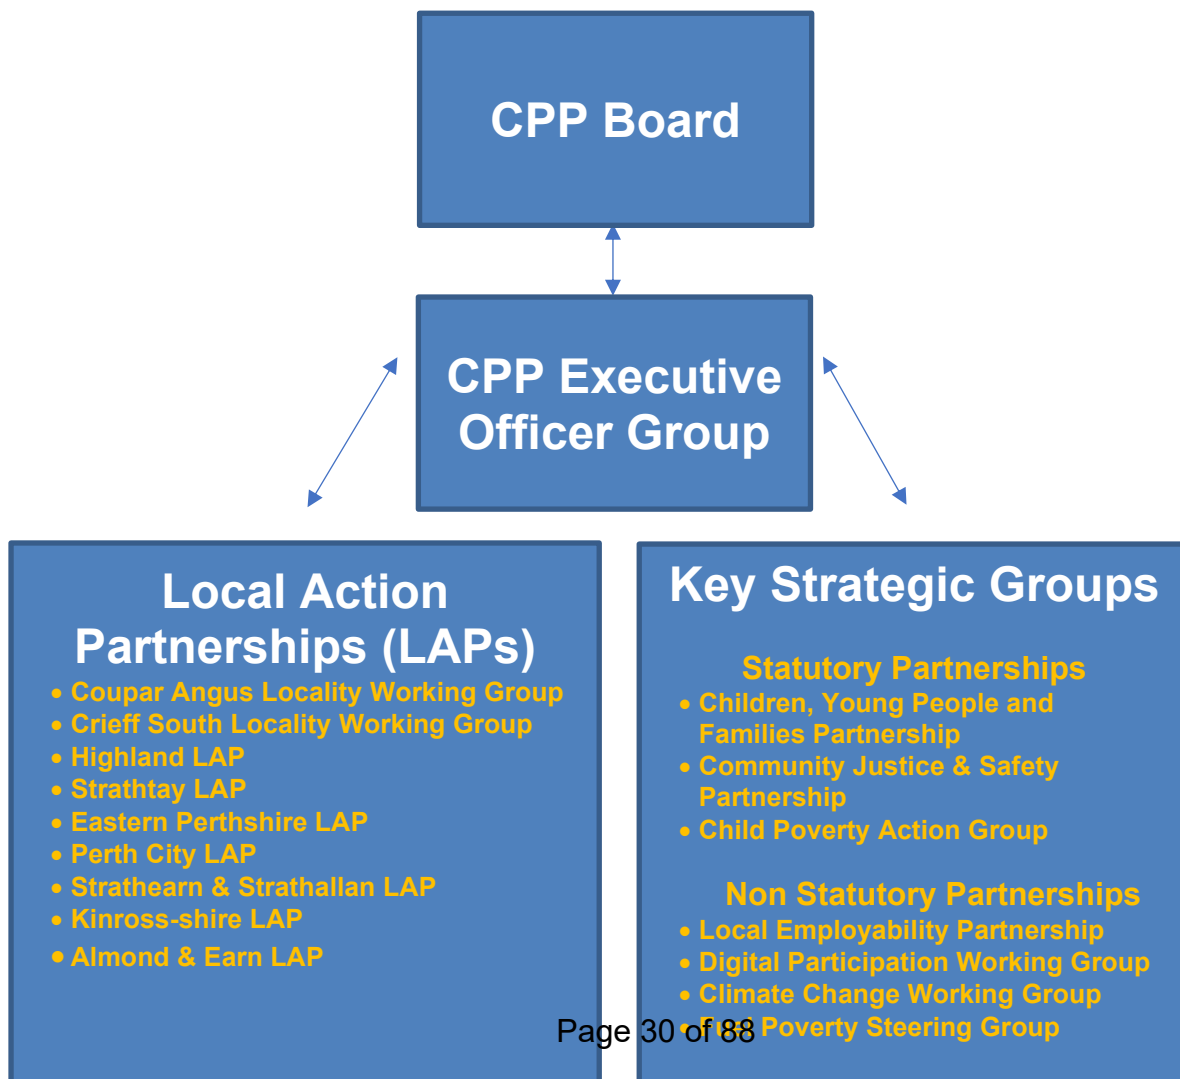 CPP Board
CPP Executive
Officer Group
Local Action
Partnerships (LAPs)
• Coupar Angus Locality Working Group
• Crieff South Locality Working Group
• Highland LAP
• Strathtay LAP
• Eastern Perthshire LAP
• Perth City LAP
• Strathearn & Strathallan LAP
• Kinross-shire LAP
• Almond & Earn LAP
Key Strategic Groups
Statutory Partnerships
• Children, Young People and
Families Partnership
• Community Justice & Safety
Partnership
• Child Poverty Action Group
Non Statutory Partnerships
• Local Employability Partnership
• Digital Participation Working Group
• Climate Change Working Group
• Fuel Poverty Steering Group
Page 30 of 88